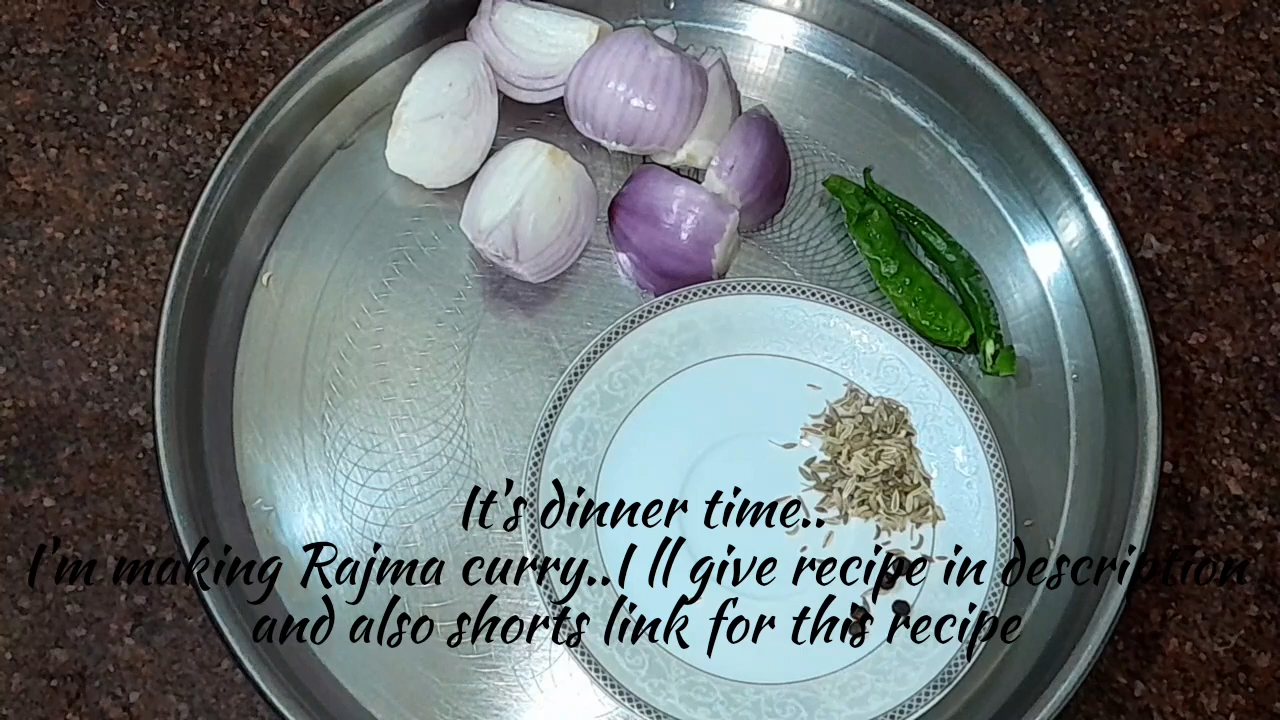 It's dinner time..
I'm making Rajma curry..I ll give recipe in description
and also shorts link for this recipe